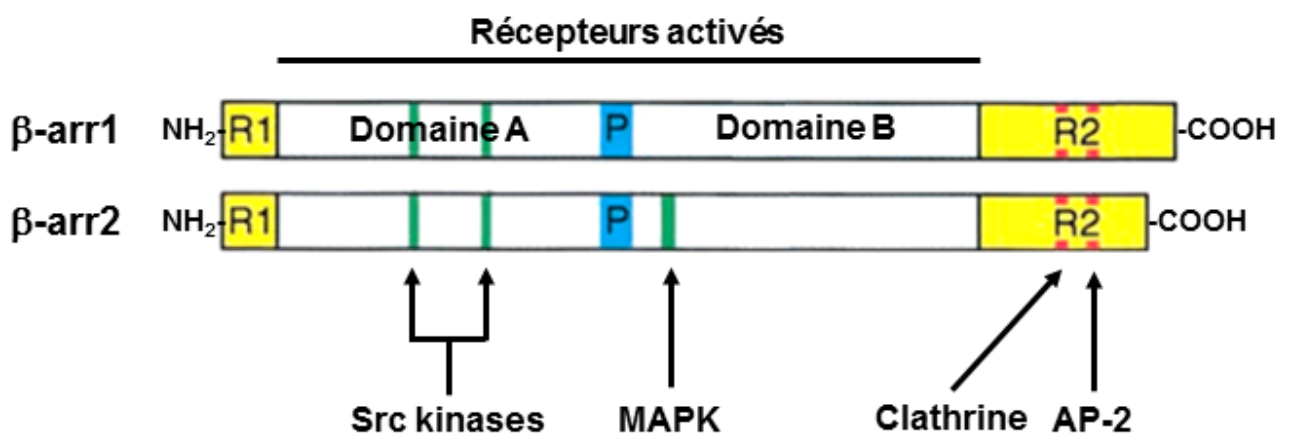 Récepteurs activés
β-arr1 NH2-R1 Domaine A P Domaine B R2 -COOH
β-arr2 NH2-R1 P R2 -COOH
Src kinases MAPK Clathrine AP-2